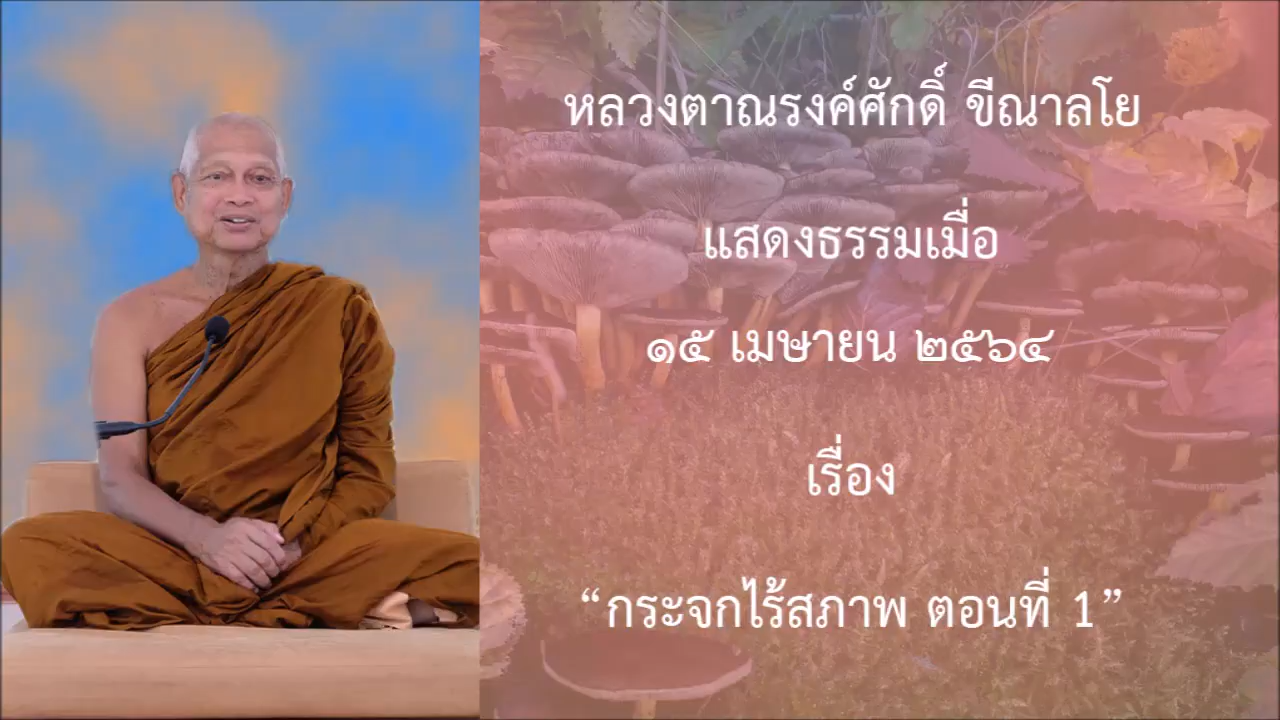 หลวงตาณรงค์ศักดิ์ ขีณาลโย
แสดงธรรมเมื่อ
๑๕ เมษายน ๒๕๖๔
เรื่อง
“กระจกไร้สภาพ ตอนที่ 1”